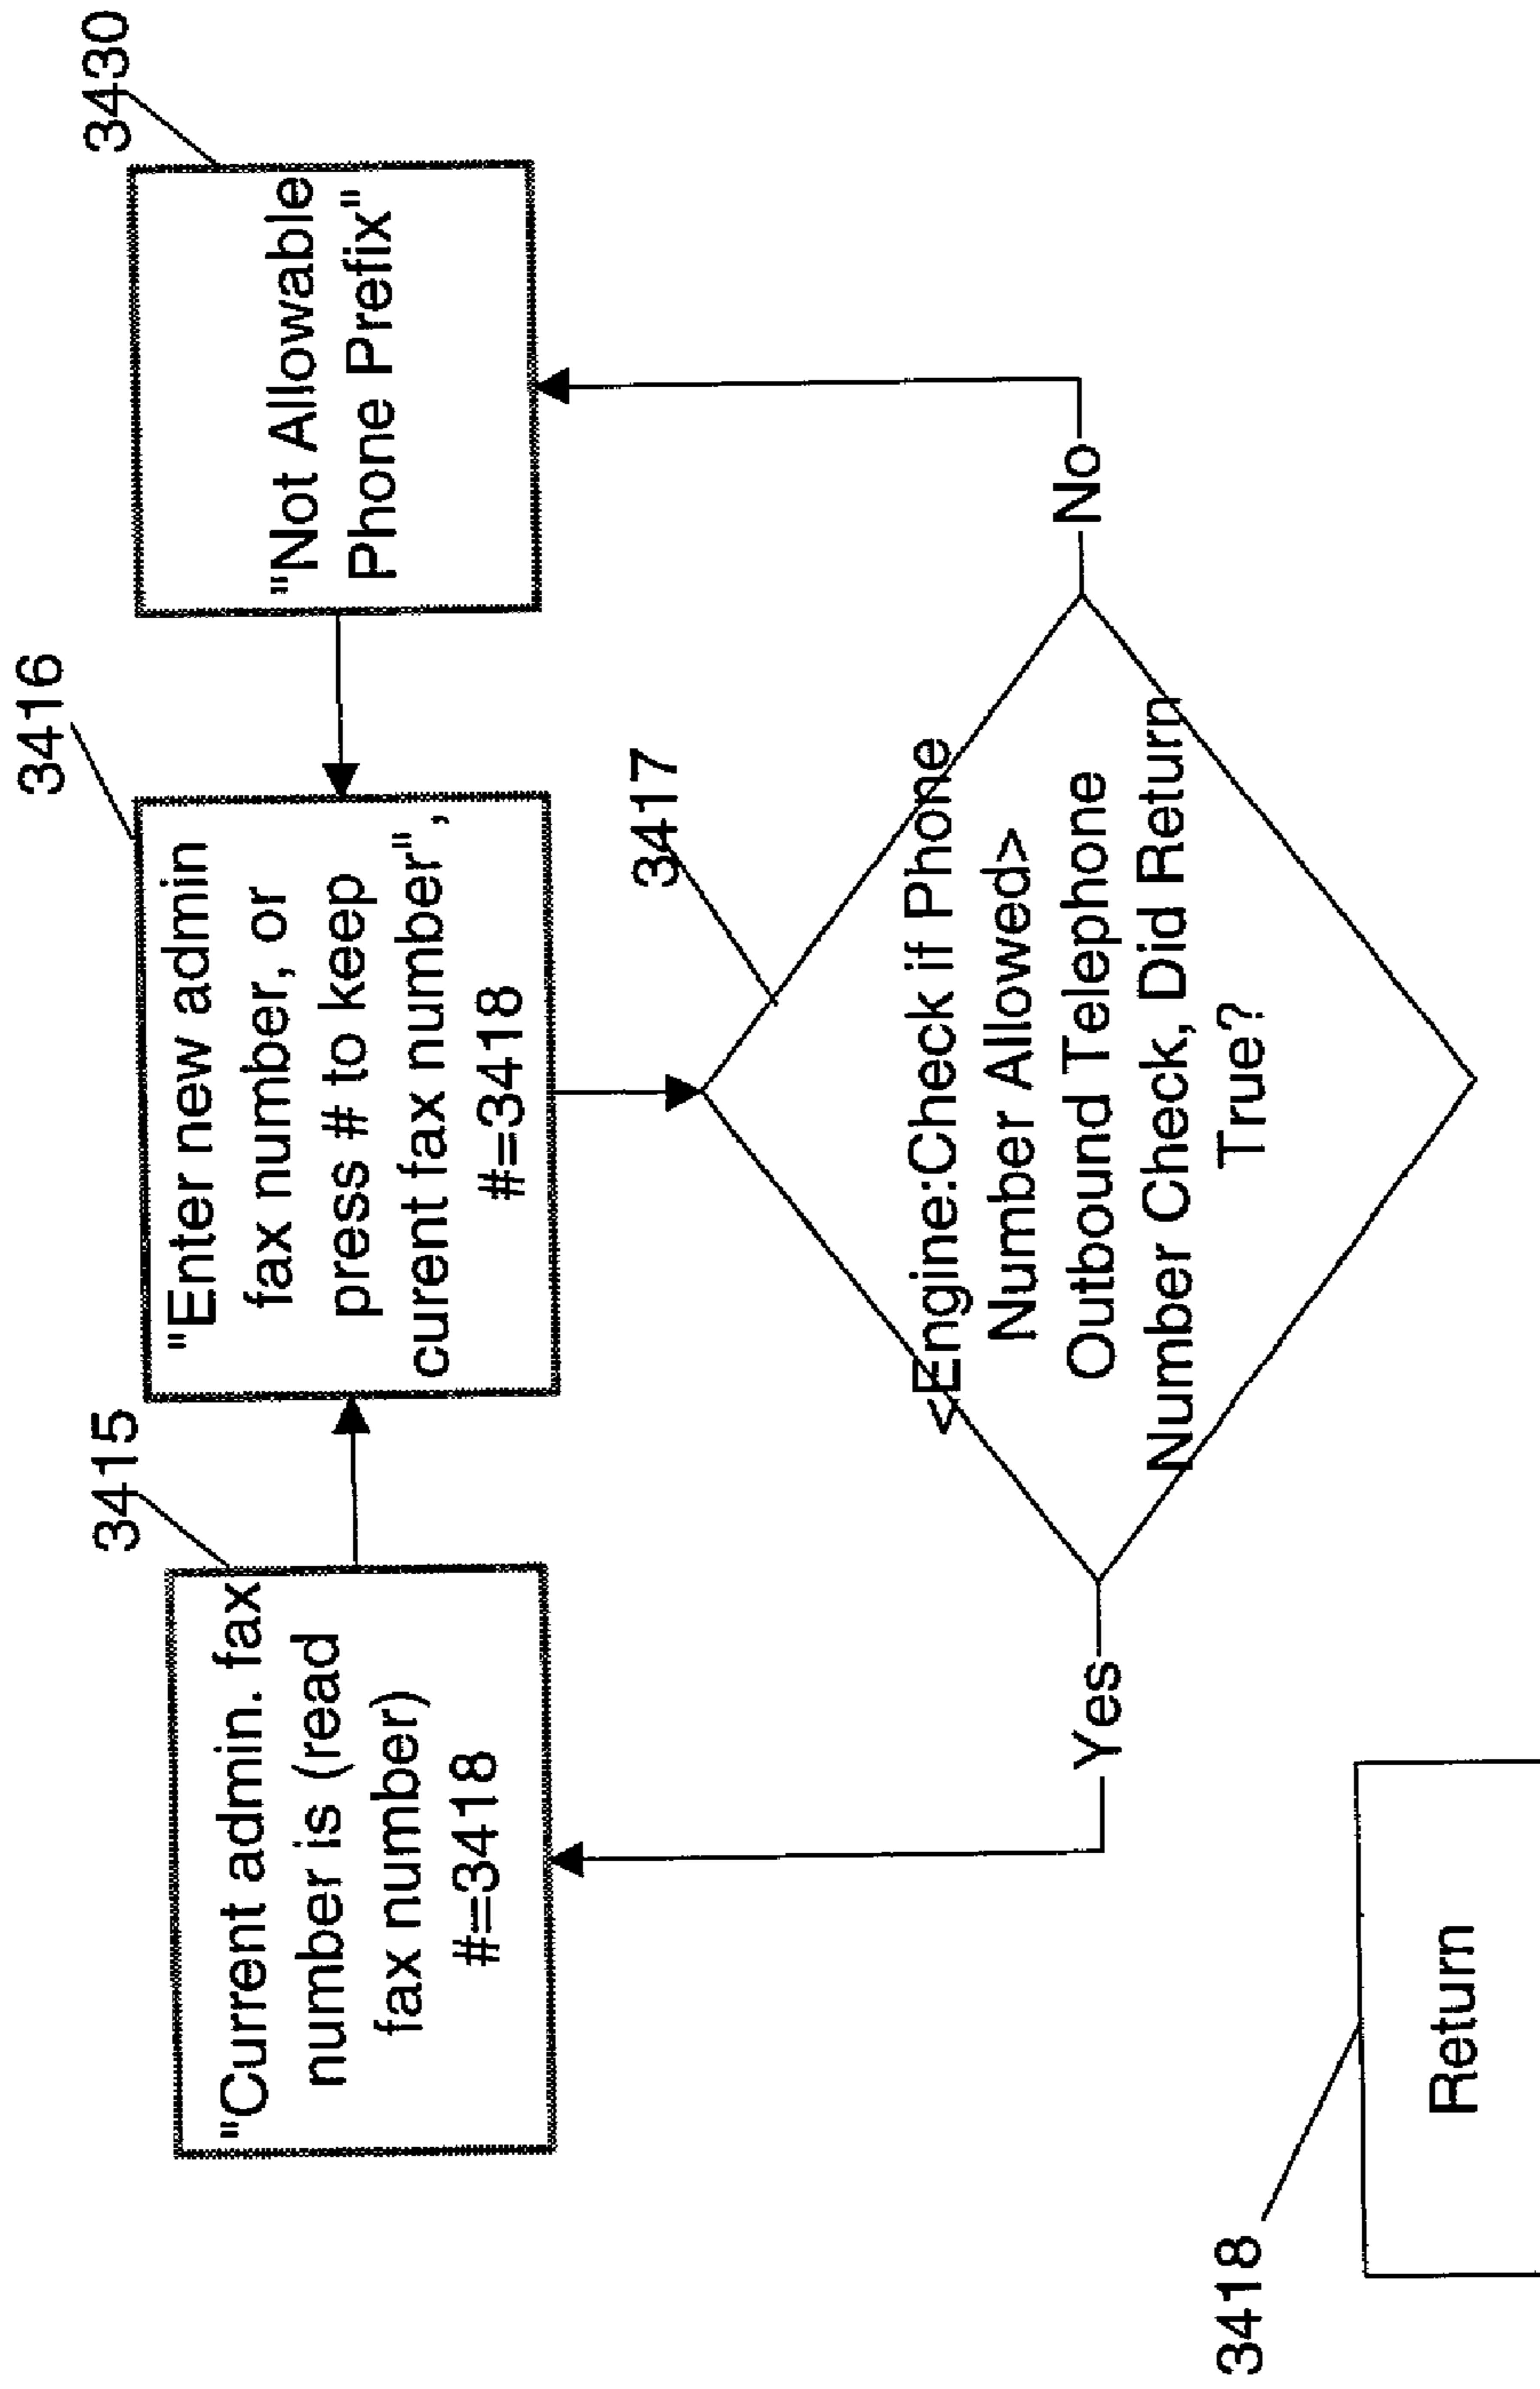 3415
"Current admin. fax
number is (read
fax number)
#=3418
3416
"Enter new admin
fax number, or
press # to keep
curent fax number",
#=3418
3430
"Not Allowable
Phone Prefix"
3417
<Engine:Check if Phone
Number Allowed>
Outbound Telephone
Number Check, Did Return
True?
Yes
No
3418
Return